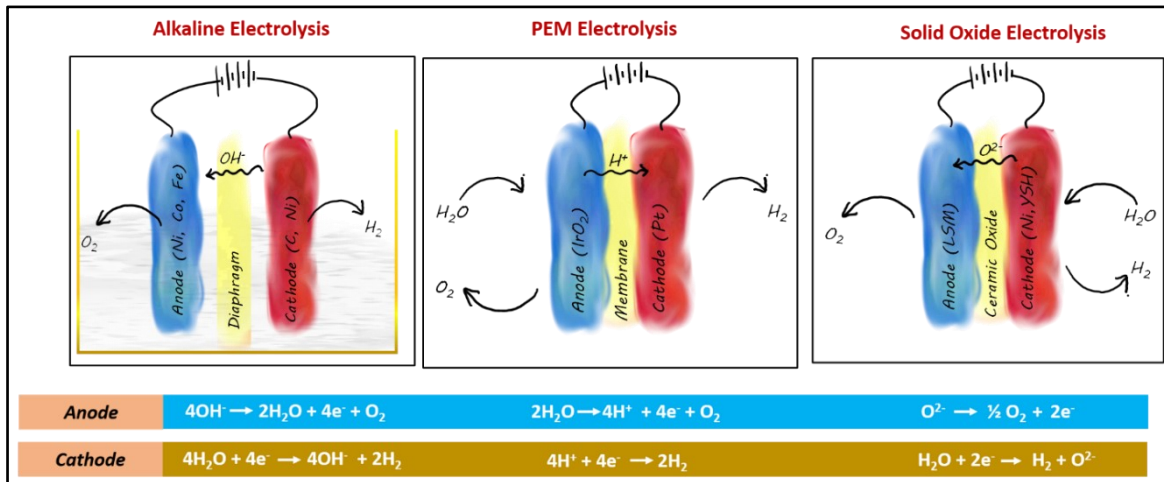 Alkaline Electrolysis
PEM Electrolysis
Solid Oxide Electrolysis
OH⁻
O₂
H₂
Anode (Ni, Co, Fe)
Diaphragm
Cathode (C, Ni)
H⁺
H₂O
O₂
H₂
Anode (IrO₂)
Membrane
Cathode (Pt)
O²⁻
O₂
H₂O
H₂
Anode (LSM)
Ceramic Oxide
Cathode (Ni,YSH)
Anode
4OH⁻ → 2H₂O + 4e⁻ + O₂
2H₂O → 4H⁺ + 4e⁻ + O₂
O²⁻ → ½ O₂ + 2e⁻
Cathode
4H₂O + 4e⁻ → 4OH⁻ + 2H₂
4H⁺ + 4e⁻ → 2H₂
H₂O + 2e⁻ → H₂ + O²⁻